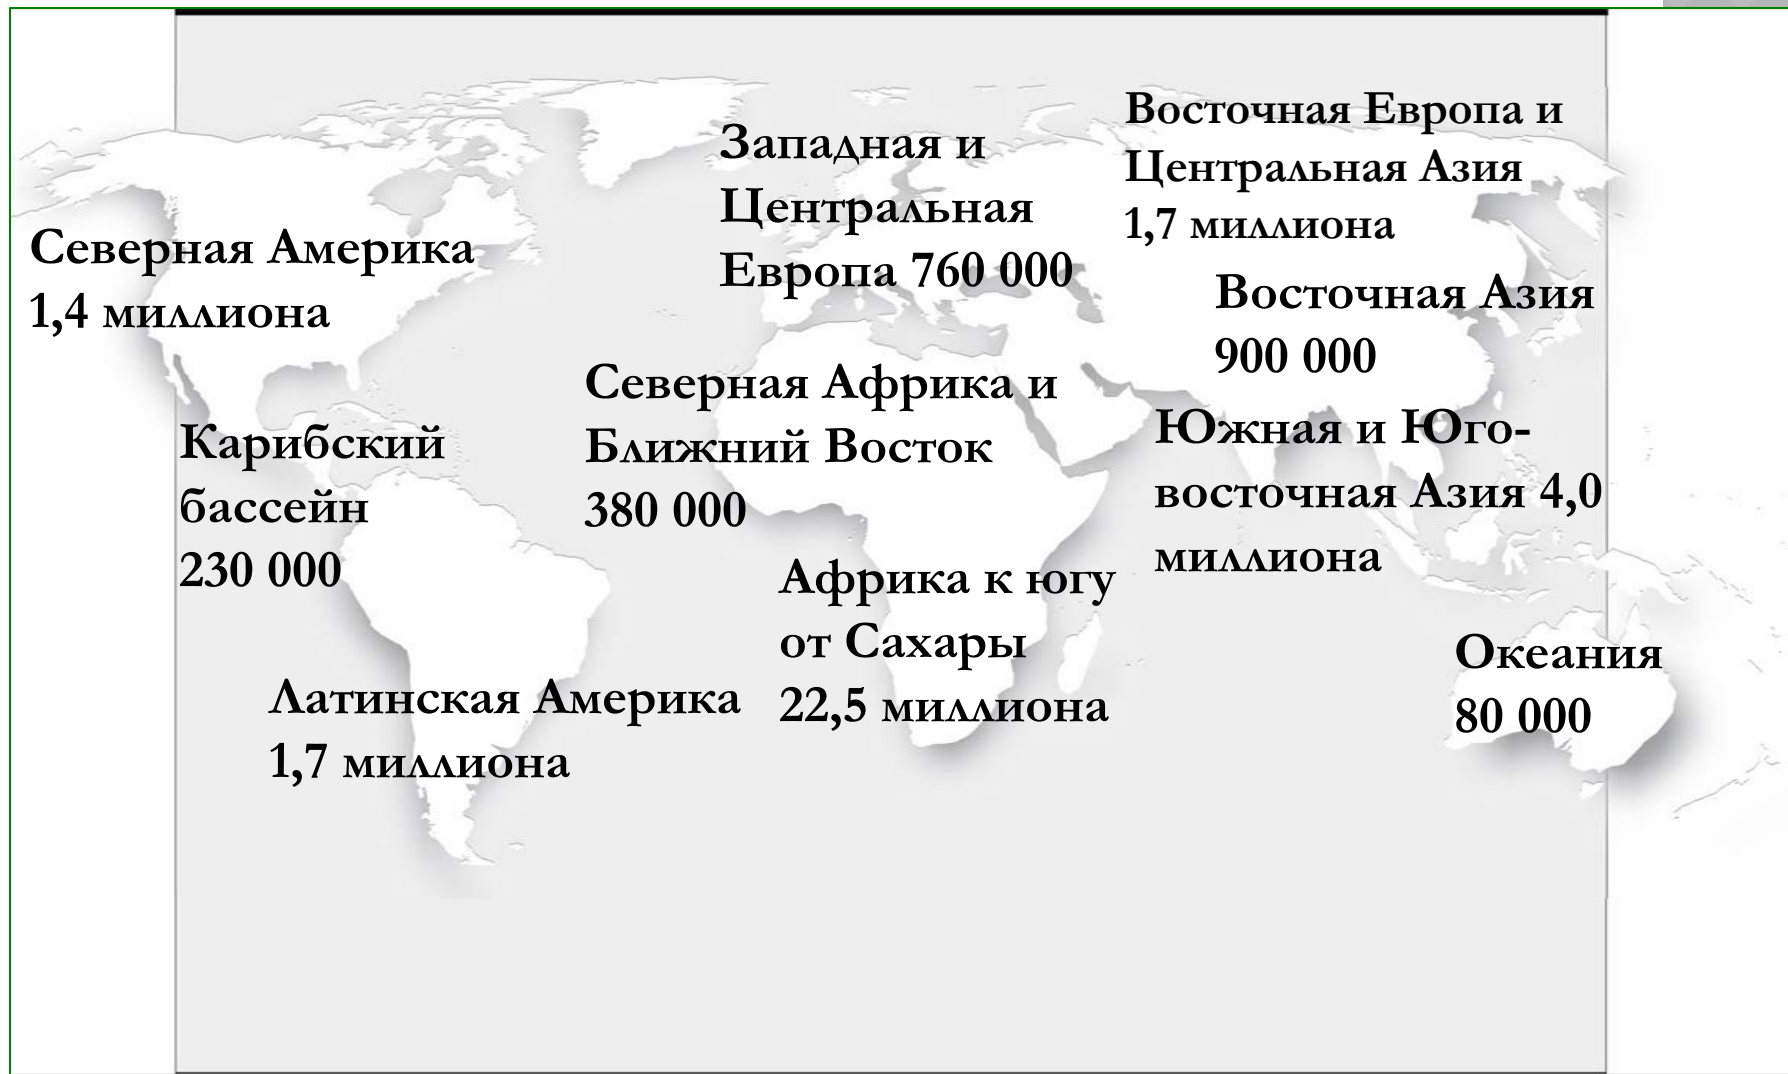 Северная Америка
1,4 миллиона
Западная и
Центральная
Европа 760 000
Восточная Европа и
Центральная Азия
1,7 миллиона
Восточная Азия
900 000
Карибский
бассейн
230 000
Северная Африка и
Ближний Восток
380 000
Южная и Юго-
восточная Азия 4,0
миллиона
Африка к югу
от Сахары
22,5 миллиона
Латинская Америка
1,7 миллиона
Океания
80 000